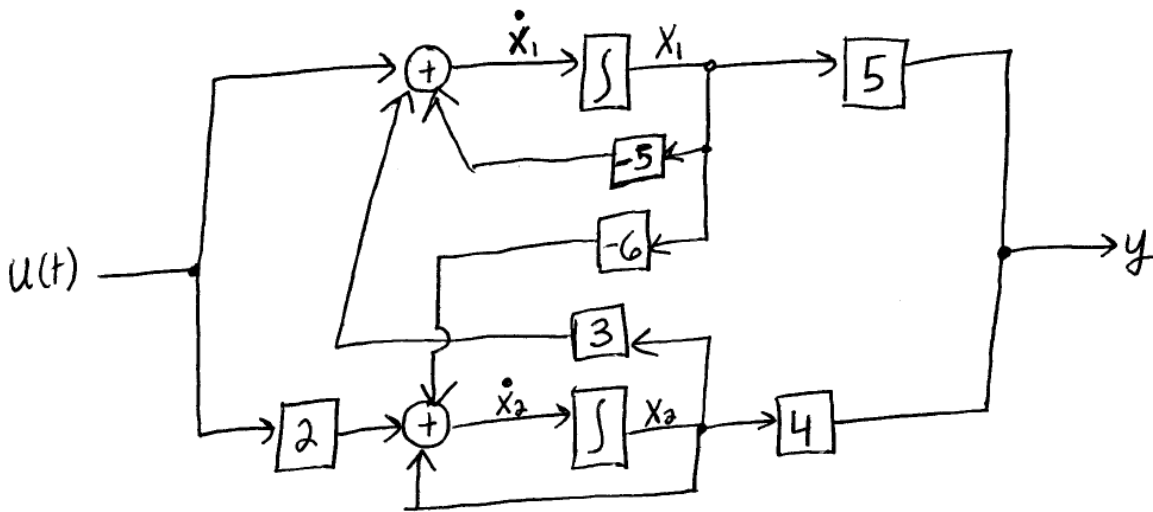 + ẋ₁ ∫ x₁ 5
-5
-6
u(t) y
3
2 + ẋ₂ ∫ x₂ 4